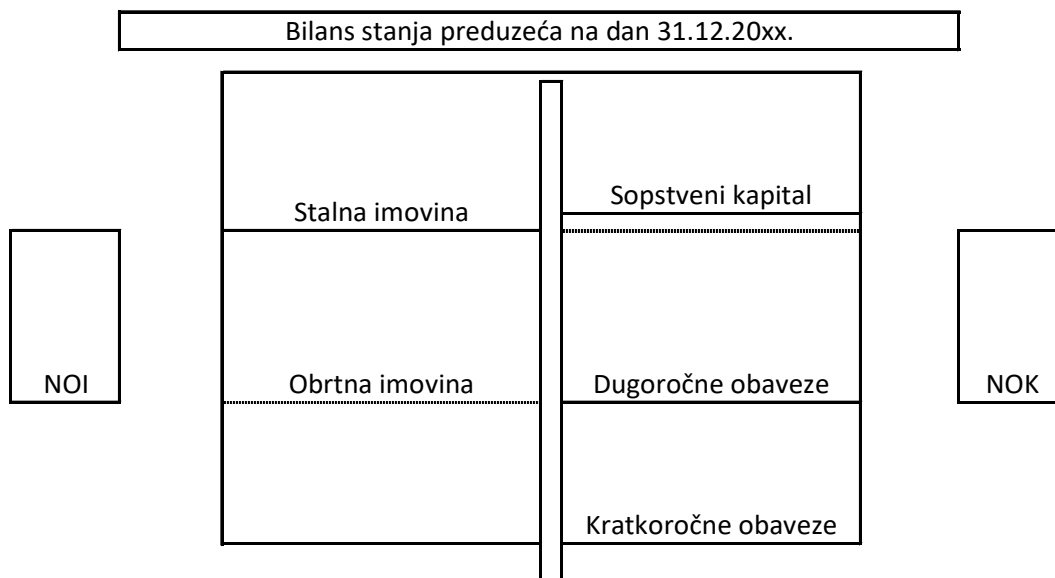 Bilans stanja preduzeća na dan 31.12.20xx.
Stalna imovina
Sopstveni kapital
NOI
Obrtna imovina
Dugoročne obaveze
NOK
Kratkoročne obaveze